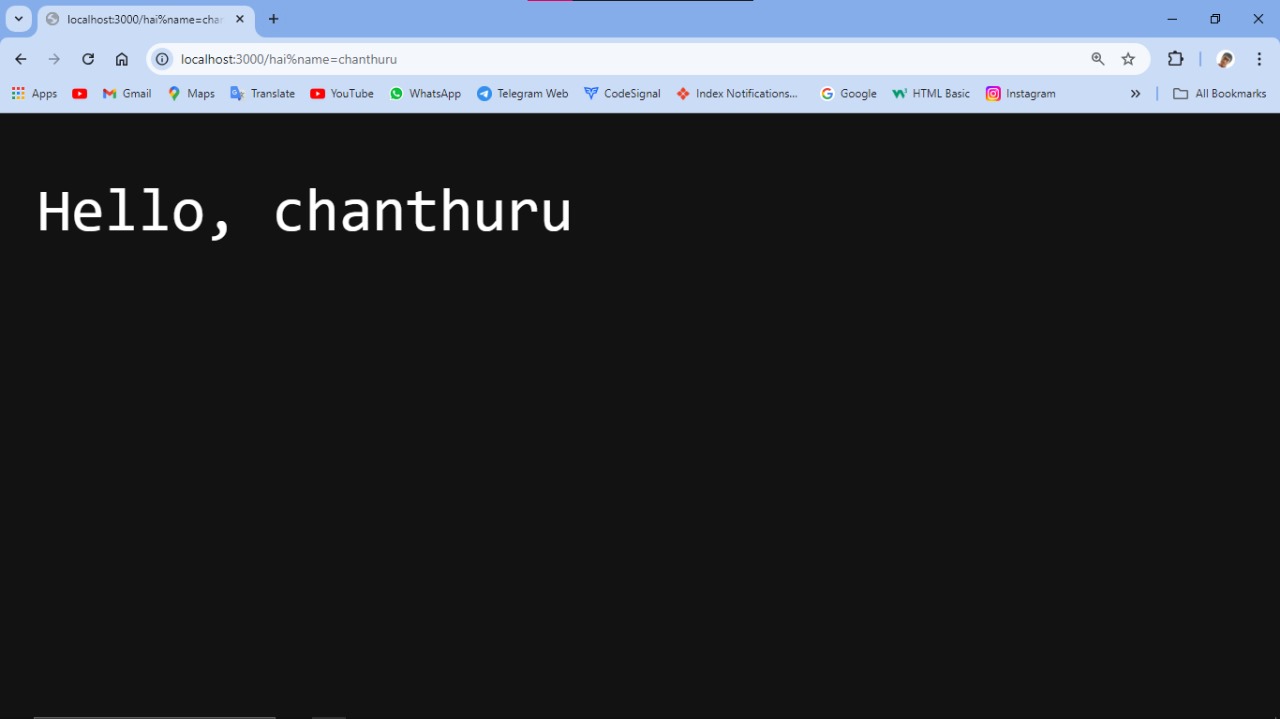 localhost:3000/hai%name=cha
localhost:3000/hai%name=chanthuru
Apps Gmail Maps Translate YouTube WhatsApp Telegram Web CodeSignal Index Notifications... Google HTML Basic Instagram » All Bookmarks
Hello, chanthuru